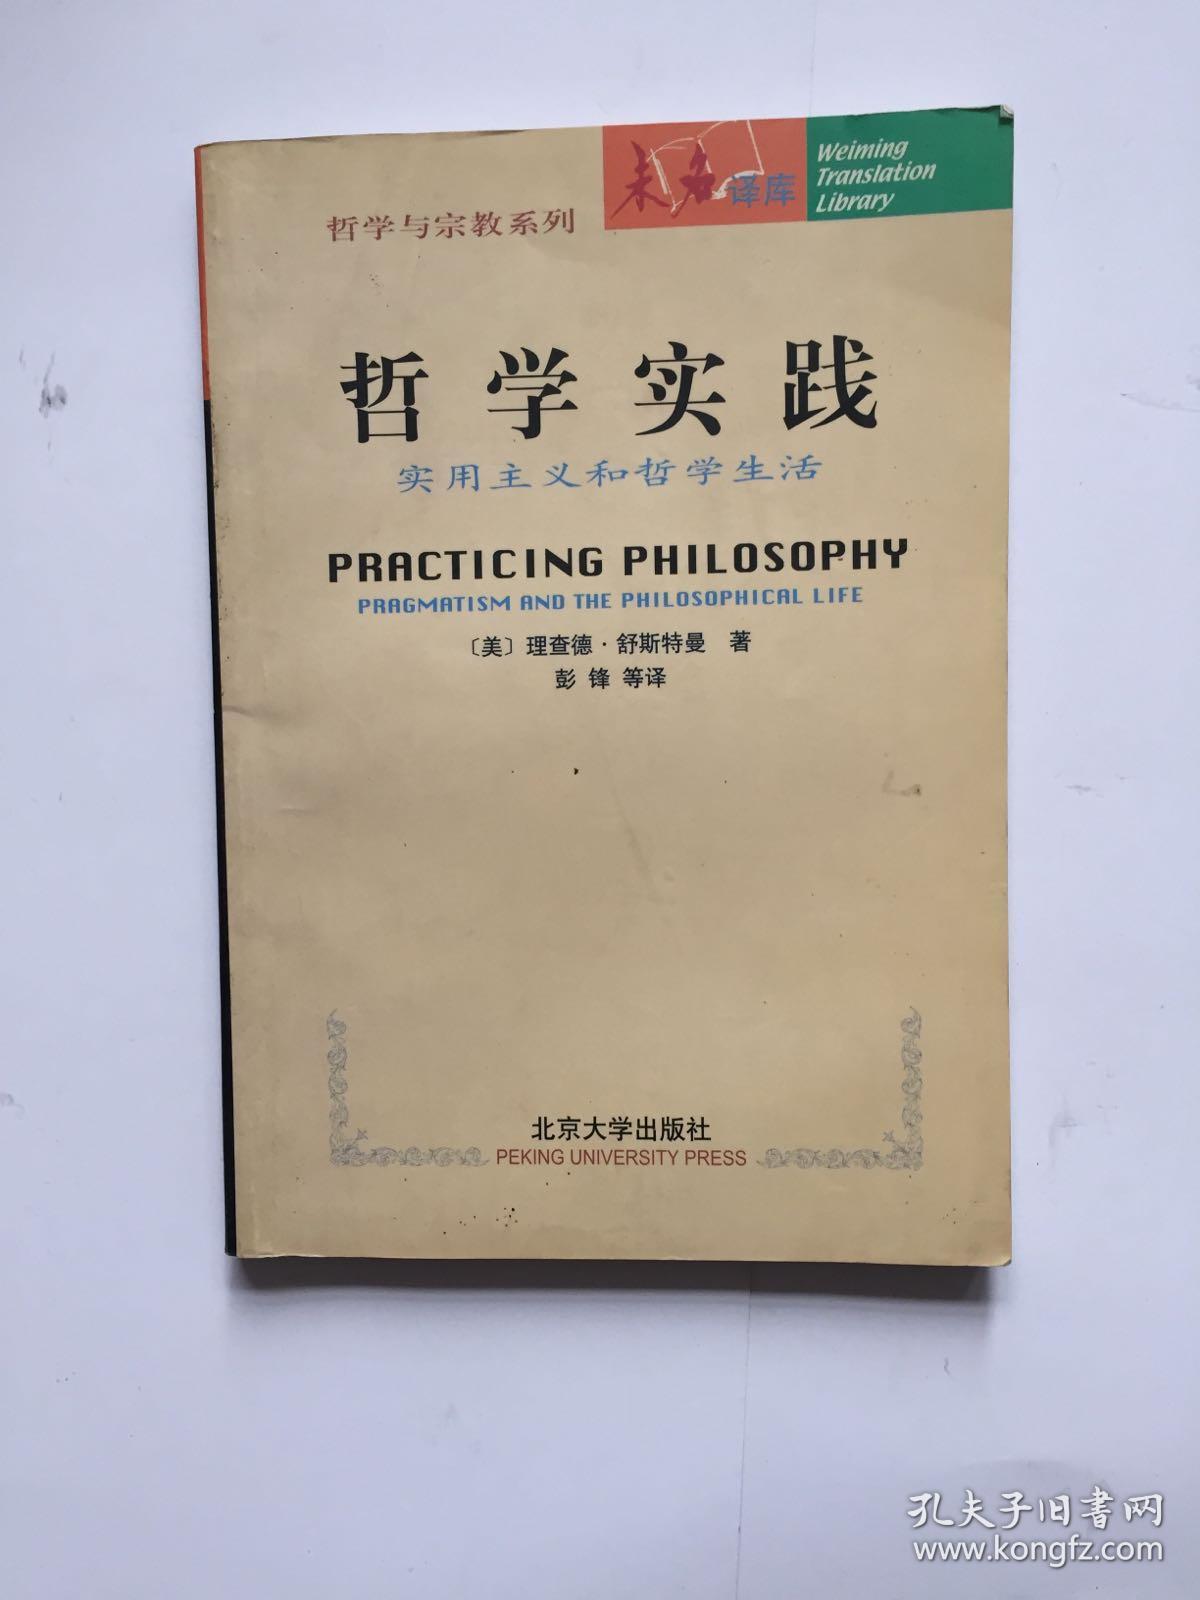 未名译库
Weiming
Translation
Library
哲学与宗教系列
哲学实践
实用主义和哲学生活
PRACTICING PHILOSOPHY
PRAGMATISM AND THE PHILOSOPHICAL LIFE
〔美〕理查德·舒斯特曼 著
彭锋 等译
北京大学出版社
PEKING UNIVERSITY PRESS
孔夫子旧书网
www.kongfz.com